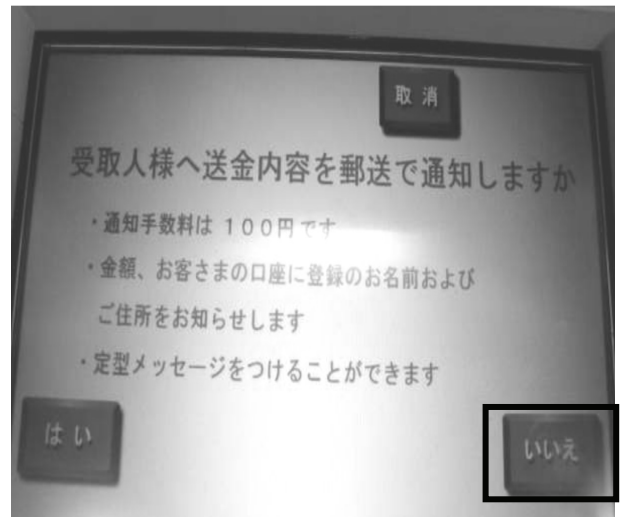 取消
受取人様へ送金内容を郵送で通知しますか
・通知手数料は １００円です
・金額、お客さまの口座に登録のお名前および
ご住所をお知らせします
・定型メッセージをつけることができます
はい
いいえ